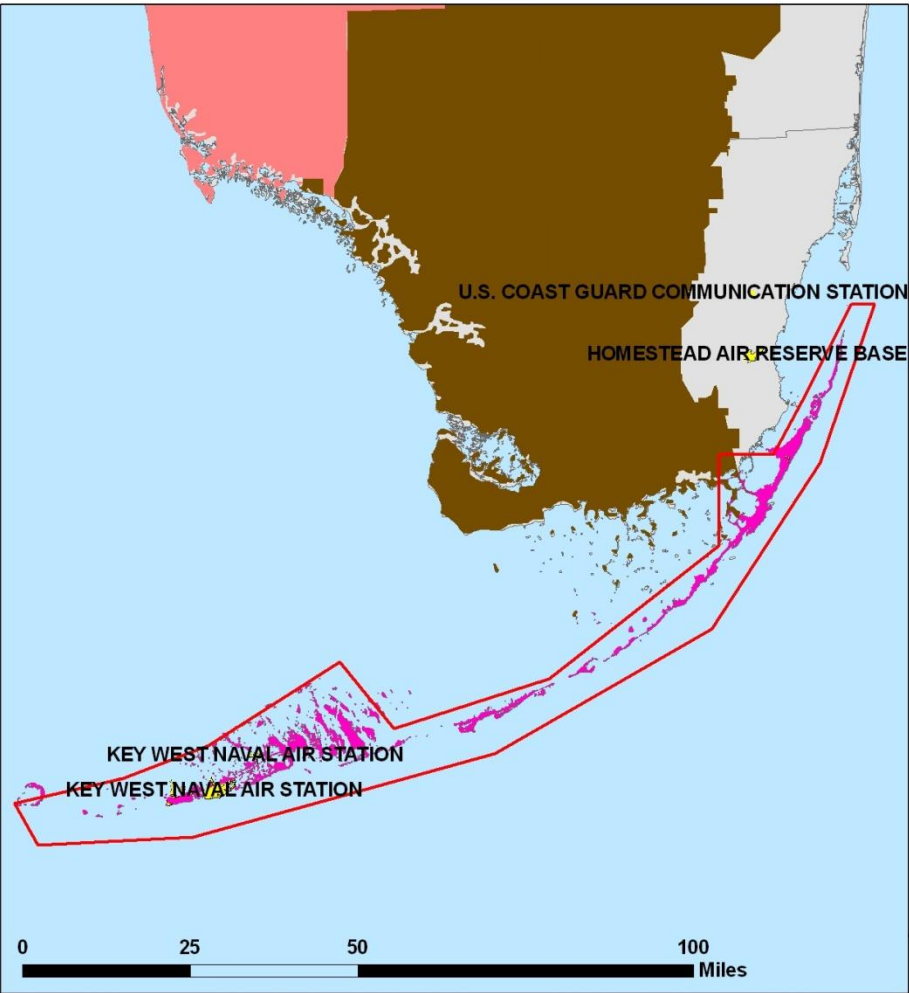 U.S. COAST GUARD COMMUNICATION STATION
HOMESTEAD AIR RESERVE BASE
KEY WEST NAVAL AIR STATION
KEY WEST NAVAL AIR STATION
0 25 50 100
Miles